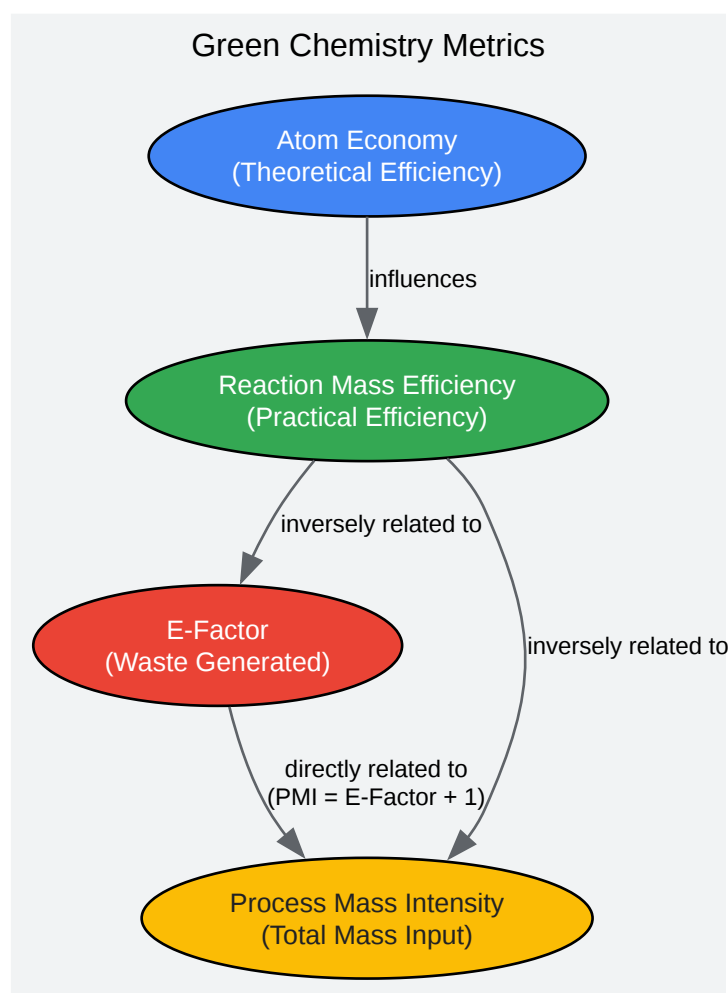 Green Chemistry Metrics
Atom Economy
(Theoretical Efficiency)
influences
Reaction Mass Efficiency
(Practical Efficiency)
inversely related to
E-Factor
(Waste Generated)
inversely related to
directly related to
(PMI = E-Factor + 1)
Process Mass Intensity
(Total Mass Input)